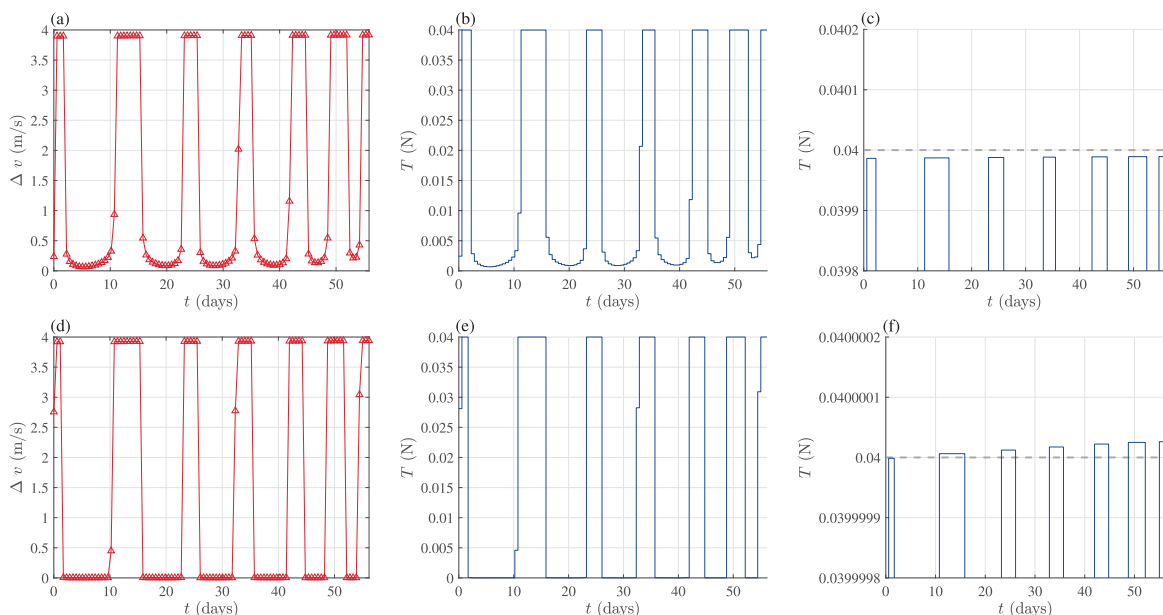 (a)
4
3.5
3
2.5
2
1.5
1
0.5
0
Δ v (m/s)
0 10 20 30 40 50
t (days)
(b)
0.04
0.035
0.03
0.025
0.02
0.015
0.01
0.005
0
T (N)
0 10 20 30 40 50
t (days)
(c)
0.0402
0.0401
0.04
0.0399
0.0398
T (N)
0 10 20 30 40 50
t (days)
(d)
4
3.5
3
2.5
2
1.5
1
0.5
0
Δ v (m/s)
0 10 20 30 40 50
t (days)
(e)
0.04
0.035
0.03
0.025
0.02
0.015
0.01
0.005
0
T (N)
0 10 20 30 40 50
t (days)
(f)
0.0400002
0.0400001
0.04
0.0399999
0.0399998
T (N)
0 10 20 30 40 50
t (days)